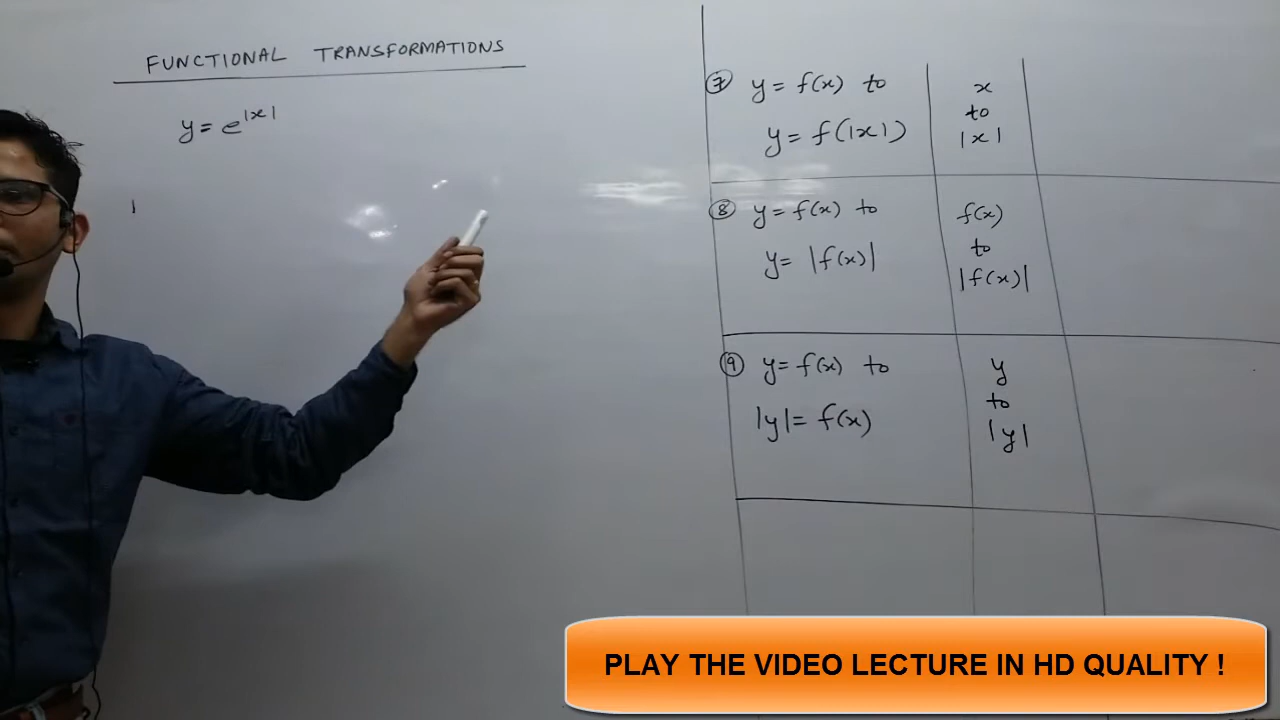 FUNCTIONAL TRANSFORMATIONS
y = e^|x|
⑦ y = f(x) to
y = f(|x|)
x
to
|x|
⑧ y = f(x) to
y = |f(x)|
f(x)
to
|f(x)|
⑨ y = f(x) to
|y| = f(x)
y
to
|y|
PLAY THE VIDEO LECTURE IN HD QUALITY !